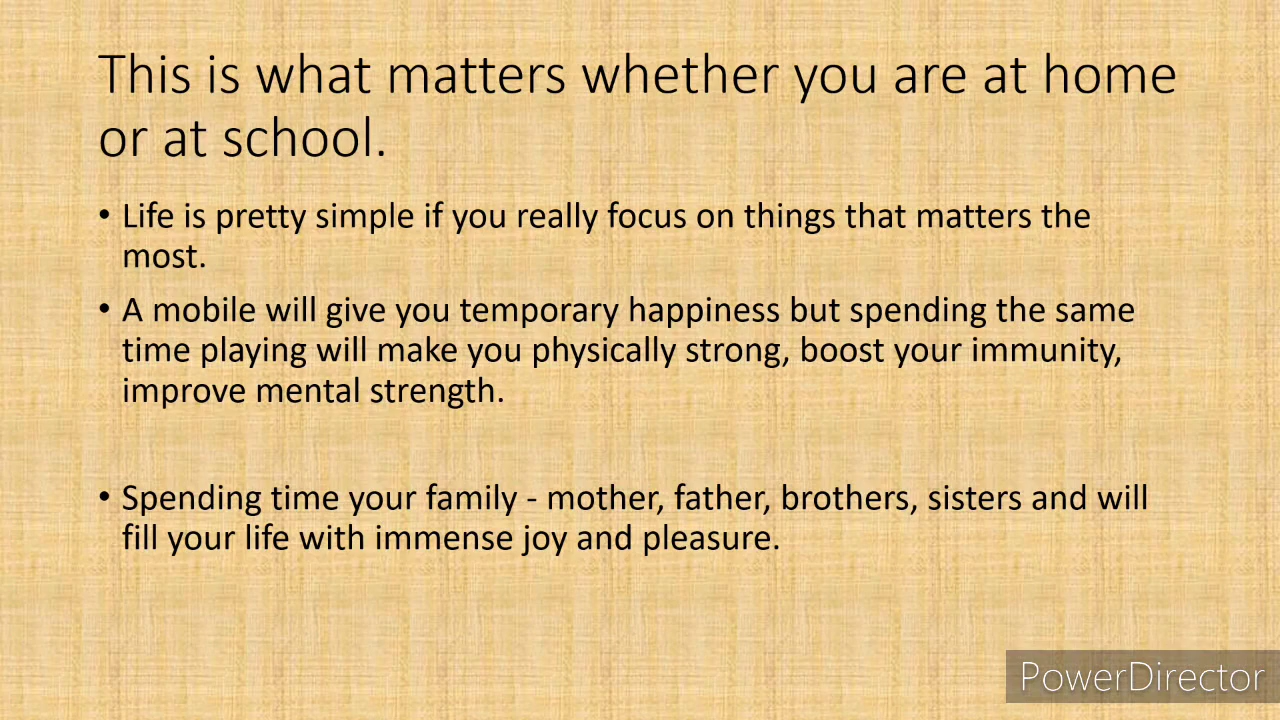 This is what matters whether you are at home
or at school.
• Life is pretty simple if you really focus on things that matters the
most.
• A mobile will give you temporary happiness but spending the same
time playing will make you physically strong, boost your immunity,
improve mental strength.
• Spending time your family - mother, father, brothers, sisters and will
fill your life with immense joy and pleasure.
PowerDirector